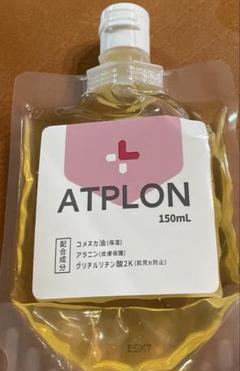 ATPLON
150mL
配合成分
コメヌカ油(保湿)
アラニン(皮膚保護)
グリチルリチン酸2K(肌荒れ防止)
E5X7